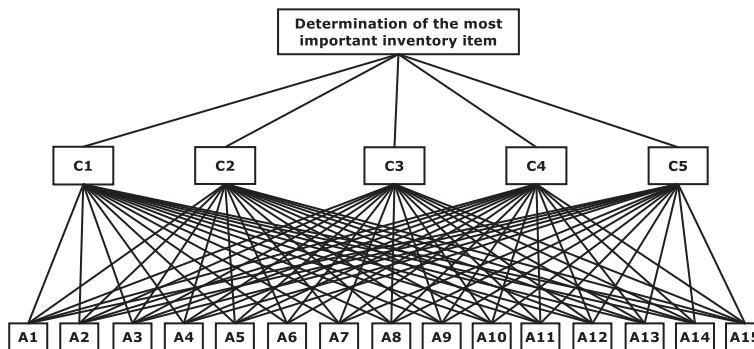 Determination of the most
important inventory item
C1 C2 C3 C4 C5
A1 A2 A3 A4 A5 A6 A7 A8 A9 A10 A11 A12 A13 A14 A15